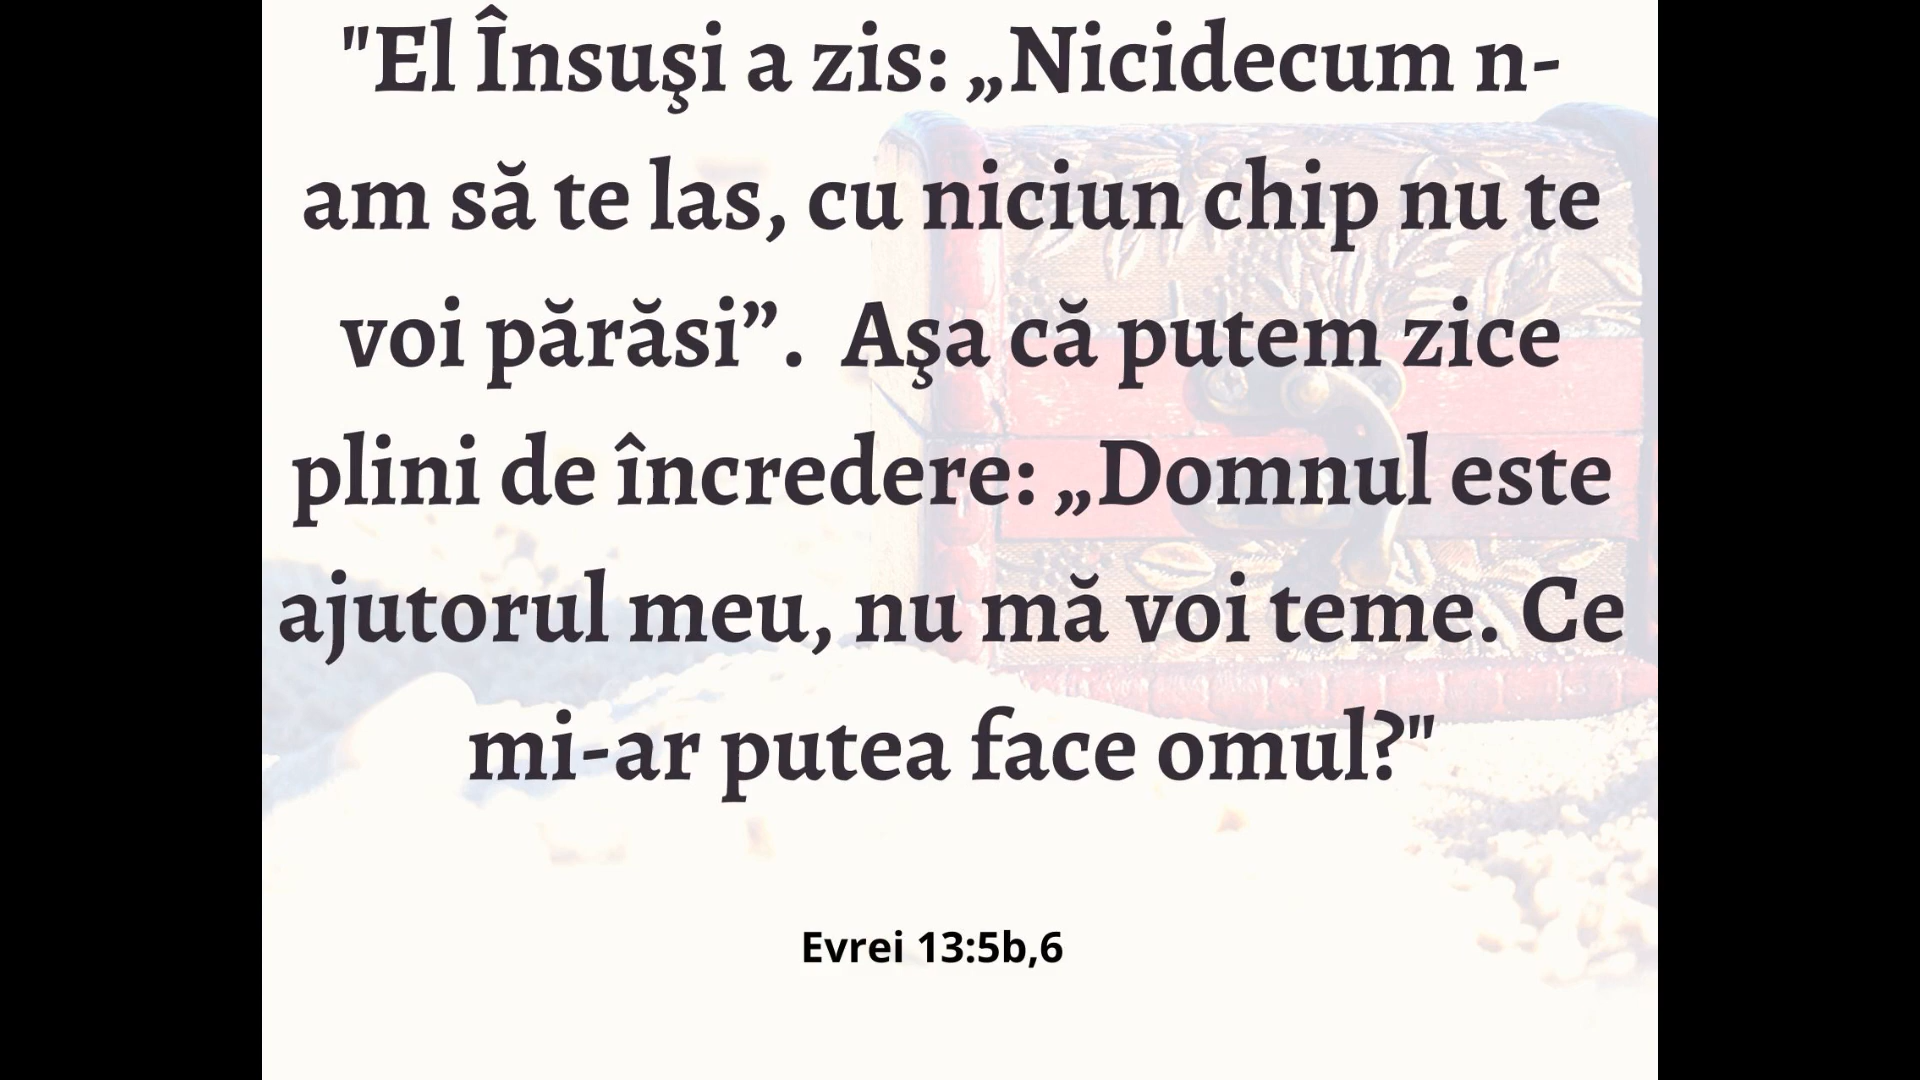 "El Însuşi a zis: „Nicidecum n-
am să te las, cu niciun chip nu te
voi părăsi”.  Aşa că putem zice
plini de încredere: „Domnul este
ajutorul meu, nu mă voi teme. Ce
mi-ar putea face omul?"
Evrei 13:5b,6